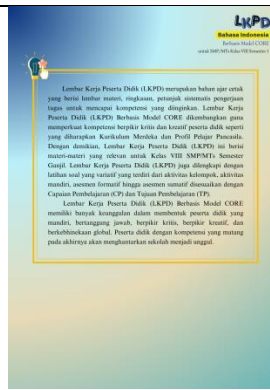 LKPD
Bahasa Indonesia
Berbasis Model CORE
untuk SMP/MTs Kelas VIII Semester 1
Lembar Kerja Peserta Didik (LKPD) merupakan bahan ajar cetak
yang berisi lembar materi, ringkasan, petunjuk sistematis pengerjaan
tugas untuk mencapai kompetensi yang diinginkan. Lembar Kerja
Peserta Didik (LKPD) Berbasis Model CORE dikembangkan guna
memperkuat kompetensi berpikir kritis dan kreatif peserta didik seperti
yang diharapkan Kurikulum Merdeka dan Profil Pelajar Pancasila.
Dengan demikian, Lembar Kerja Peserta Didik (LKPD) ini berisi
materi-materi yang relevan untuk Kelas VIII SMP/MTs Semester
Ganjil. Lembar Kerja Peserta Didik (LKPD) juga dilengkapi dengan
latihan soal yang variatif yang terdiri dari aktivitas kelompok, aktivitas
mandiri, asesmen formatif hingga asesmen sumatif disesuaikan dengan
Capaian Pembelajaran (CP) dan Tujuan Pembelajaran (TP).
Lembar Kerja Peserta Didik (LKPD) Berbasis Model CORE
memiliki banyak keunggulan dalam membentuk peserta didik yang
mandiri, bertanggung jawab, berpikir kritis, berpikir kreatif, dan
berkebhinekaan global. Peserta didik dengan kompetensi yang matang
pada akhirnya akan menghantarkan sekolah menjadi unggul.